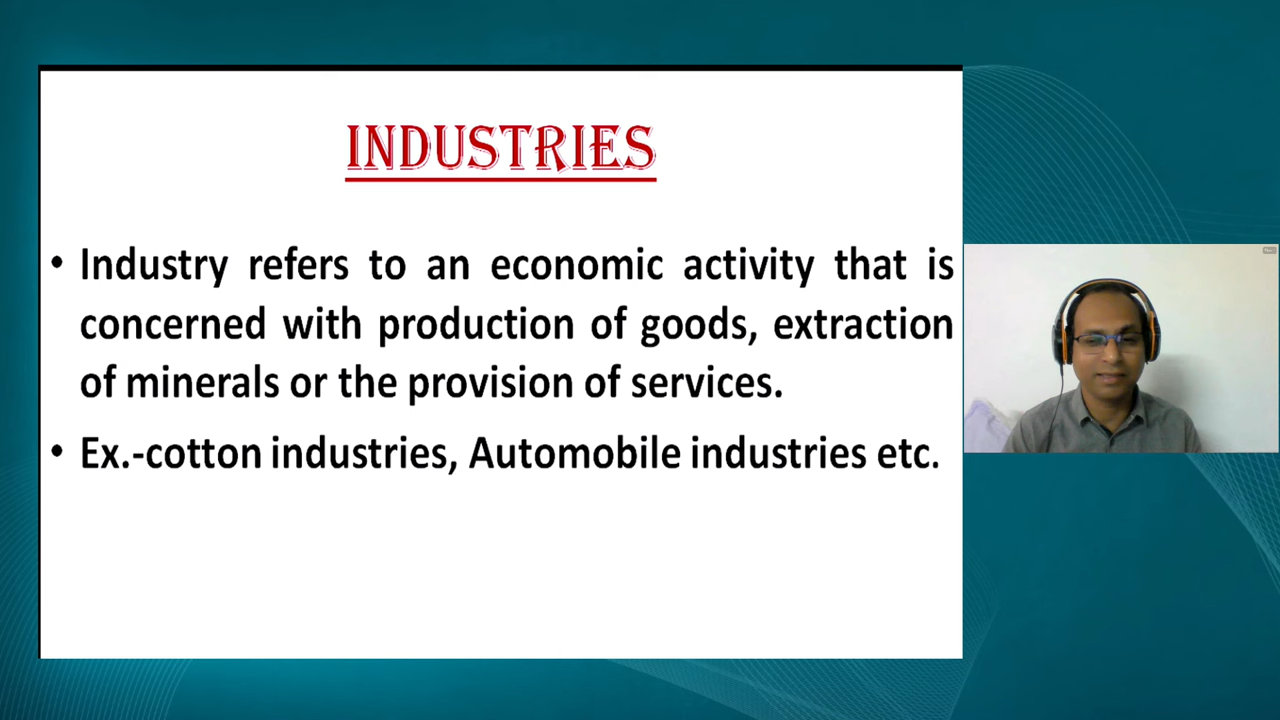 INDUSTRIES
• Industry refers to an economic activity that is
concerned with production of goods, extraction
of minerals or the provision of services.
• Ex.-cotton industries, Automobile industries etc.